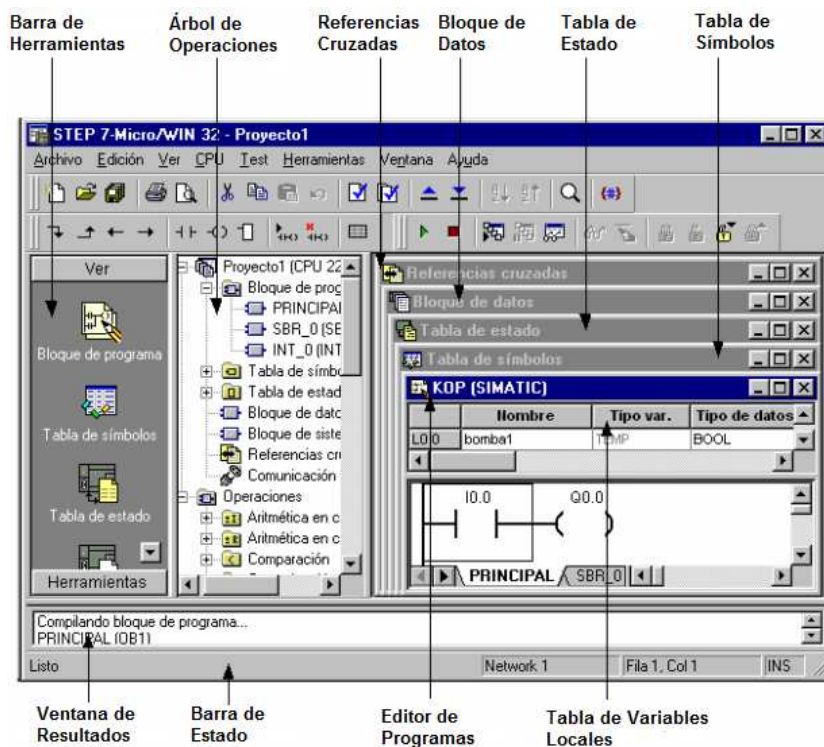 Barra de Herramientas
Árbol de Operaciones
Referencias Cruzadas
Bloque de Datos
Tabla de Estado
Tabla de Símbolos
STEP 7-Micro/WIN 32 - Proyecto1
Archivo Edición Ver CPU Test Herramientas Ventana Ayuda
Ver
Bloque de programa
Tabla de símbolos
Tabla de estado
Herramientas
Proyecto1 (CPU 22
Bloque de prog
PRINCIPAL
SBR_0 (SE
INT_0 (INT
Tabla de símbo
Tabla de estad
Bloque de dato
Bloque de siste
Referencias cru
Comunicación
Operaciones
Aritmética en c
Aritmética en c
Comparación
Referencias cruzadas
Bloque de datos
Tabla de estado
Tabla de símbolos
KOP (SIMATIC)
Nombre Tipo var. Tipo de datos
L0.0 bomba1 TEMP BOOL
I0.0 Q0.0
PRINCIPAL SBR_0
Compilando bloque de programa...
PRINCIPAL (OB1)
Listo Network 1 Fila 1, Col 1 INS
Ventana de Resultados
Barra de Estado
Editor de Programas
Tabla de Variables Locales